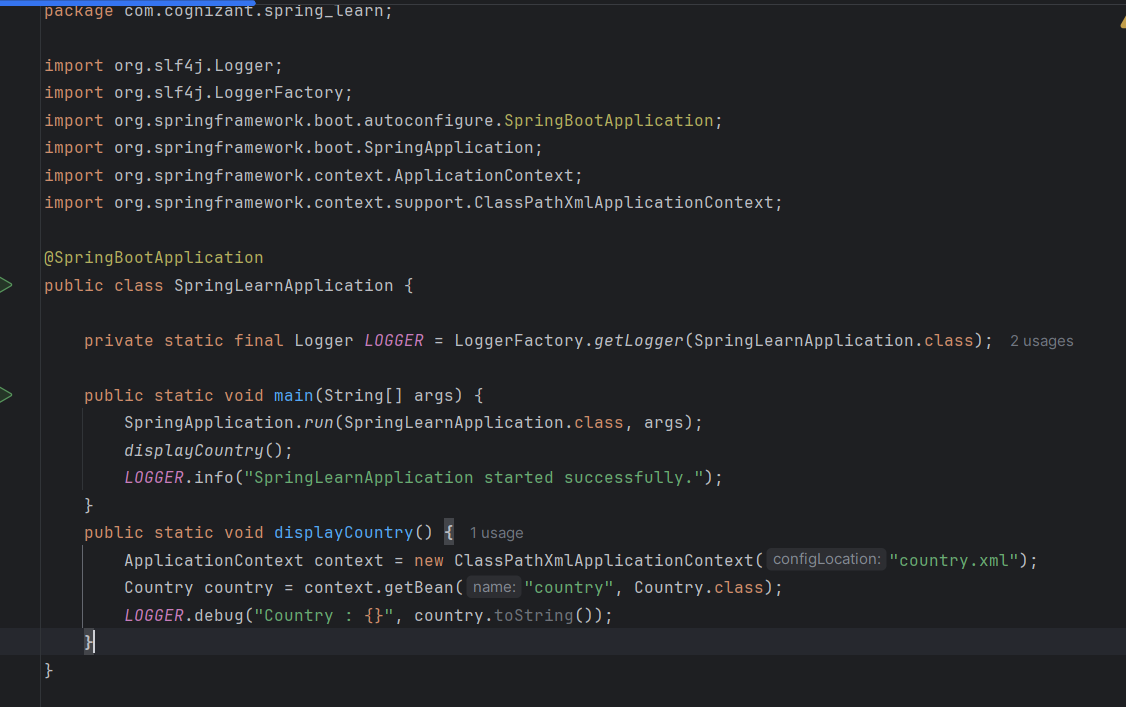 package com.cognizant.spring_learn;
import org.slf4j.Logger;
import org.slf4j.LoggerFactory;
import org.springframework.boot.autoconfigure.SpringBootApplication;
import org.springframework.boot.SpringApplication;
import org.springframework.context.ApplicationContext;
import org.springframework.context.support.ClassPathXmlApplicationContext;
@SpringBootApplication
public class SpringLearnApplication {
private static final Logger LOGGER = LoggerFactory.getLogger(SpringLearnApplication.class); 2 usages
public static void main(String[] args) {
SpringApplication.run(SpringLearnApplication.class, args);
displayCountry();
LOGGER.info("SpringLearnApplication started successfully.");
}
public static void displayCountry() { 1 usage
ApplicationContext context = new ClassPathXmlApplicationContext( configLocation: "country.xml");
Country country = context.getBean( name: "country", Country.class);
LOGGER.debug("Country : {}", country.toString());
}
}